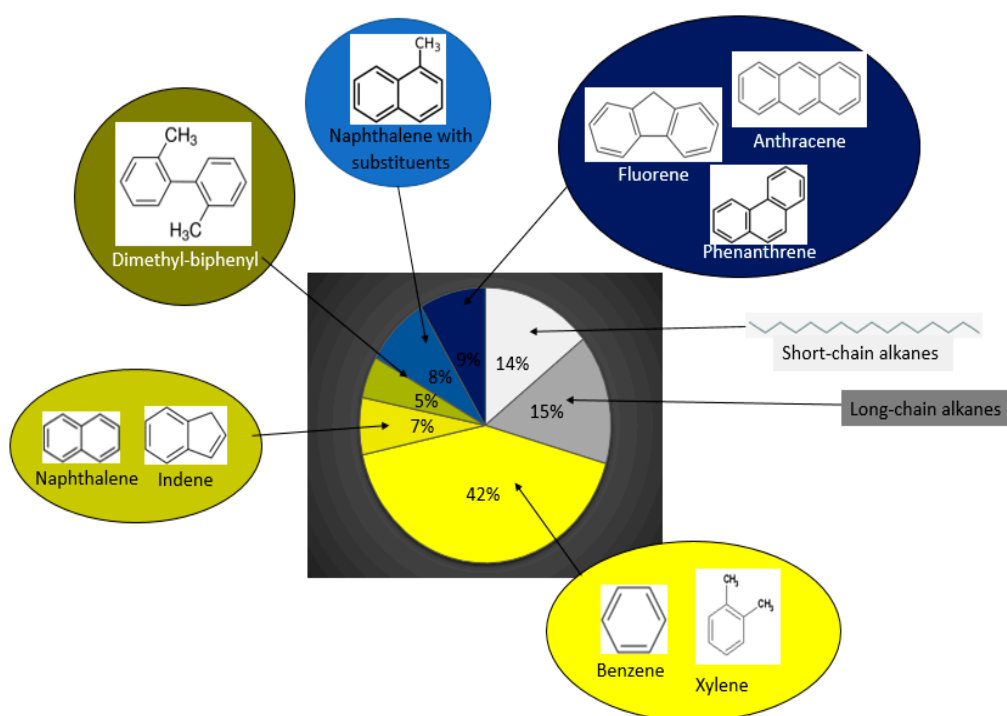 CH₃
Naphthalene with
substituents
CH₃
H₃C
Dimethyl-biphenyl
Anthracene
Fluorene
Phenanthrene
9%
14%
8%
5%
7%
15%
42%
Short-chain alkanes
Long-chain alkanes
Naphthalene Indene
CH₃
CH₃
Benzene
Xylene